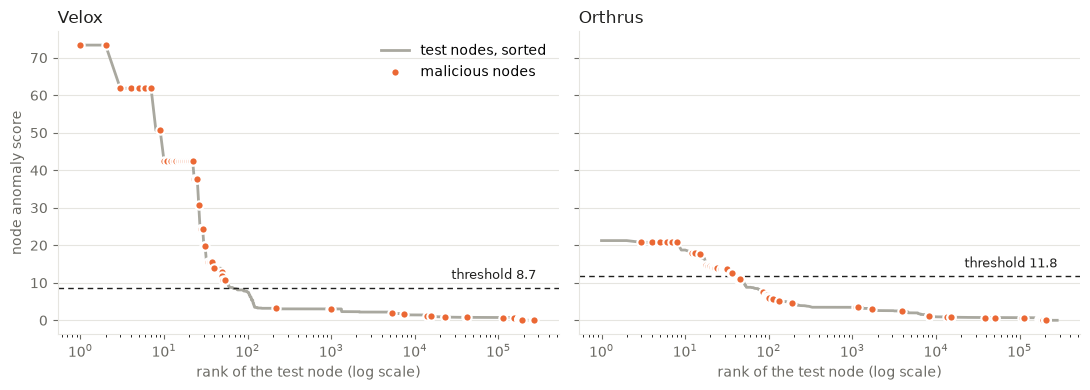 Velox
Orthrus
test nodes, sorted
malicious nodes
node anomaly score
70
60
50
40
30
20
10
0
threshold 8.7
threshold 11.8
10⁰ 10¹ 10² 10³ 10⁴ 10⁵
10⁰ 10¹ 10² 10³ 10⁴ 10⁵
rank of the test node (log scale)
rank of the test node (log scale)